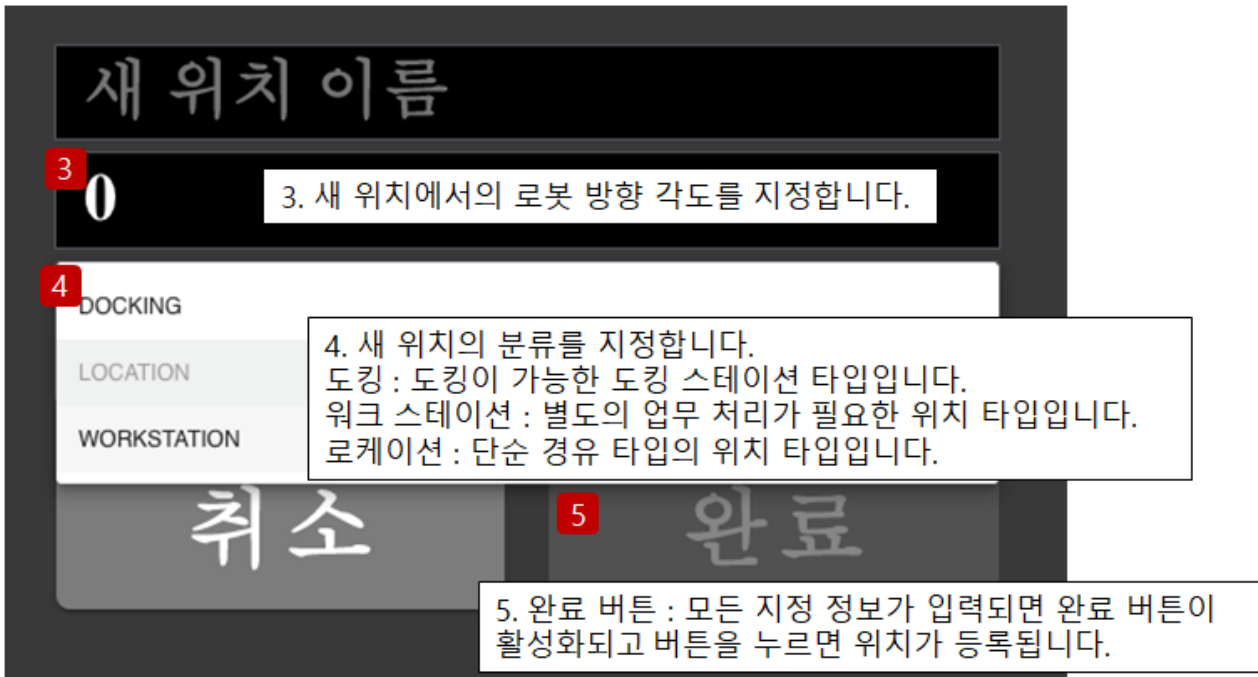 새 위치 이름
3
0
3. 새 위치에서의 로봇 방향 각도를 지정합니다.
4
DOCKING
LOCATION
WORKSTATION
4. 새 위치의 분류를 지정합니다.
도킹 : 도킹이 가능한 도킹 스테이션 타입입니다.
워크 스테이션 : 별도의 업무 처리가 필요한 위치 타입입니다.
로케이션 : 단순 경유 타입의 위치 타입입니다.
취소
5
완료
5. 완료 버튼 : 모든 지정 정보가 입력되면 완료 버튼이
활성화되고 버튼을 누르면 위치가 등록됩니다.